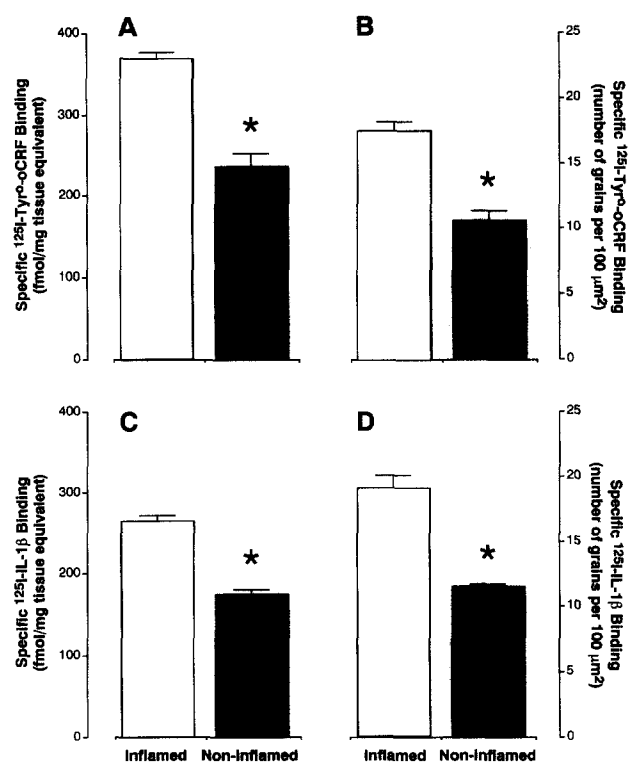 A
B
Specific ¹²⁵I-Tyrº-oCRF Binding
(fmol/mg tissue equivalent)
400
300
200
100
0
*
*
25
20
15
10
5
0
Specific ¹²⁵I-Tyrº-oCRF Binding
(number of grains per 100 µm²)
C
D
Specific ¹²⁵I-IL-1β Binding
(fmol/mg tissue equivalent)
400
300
200
100
0
*
*
25
20
15
10
5
0
Specific ¹²⁵I-IL-1β Binding
(number of grains per 100 µm²)
Inflamed Non-inflamed Inflamed Non-inflamed